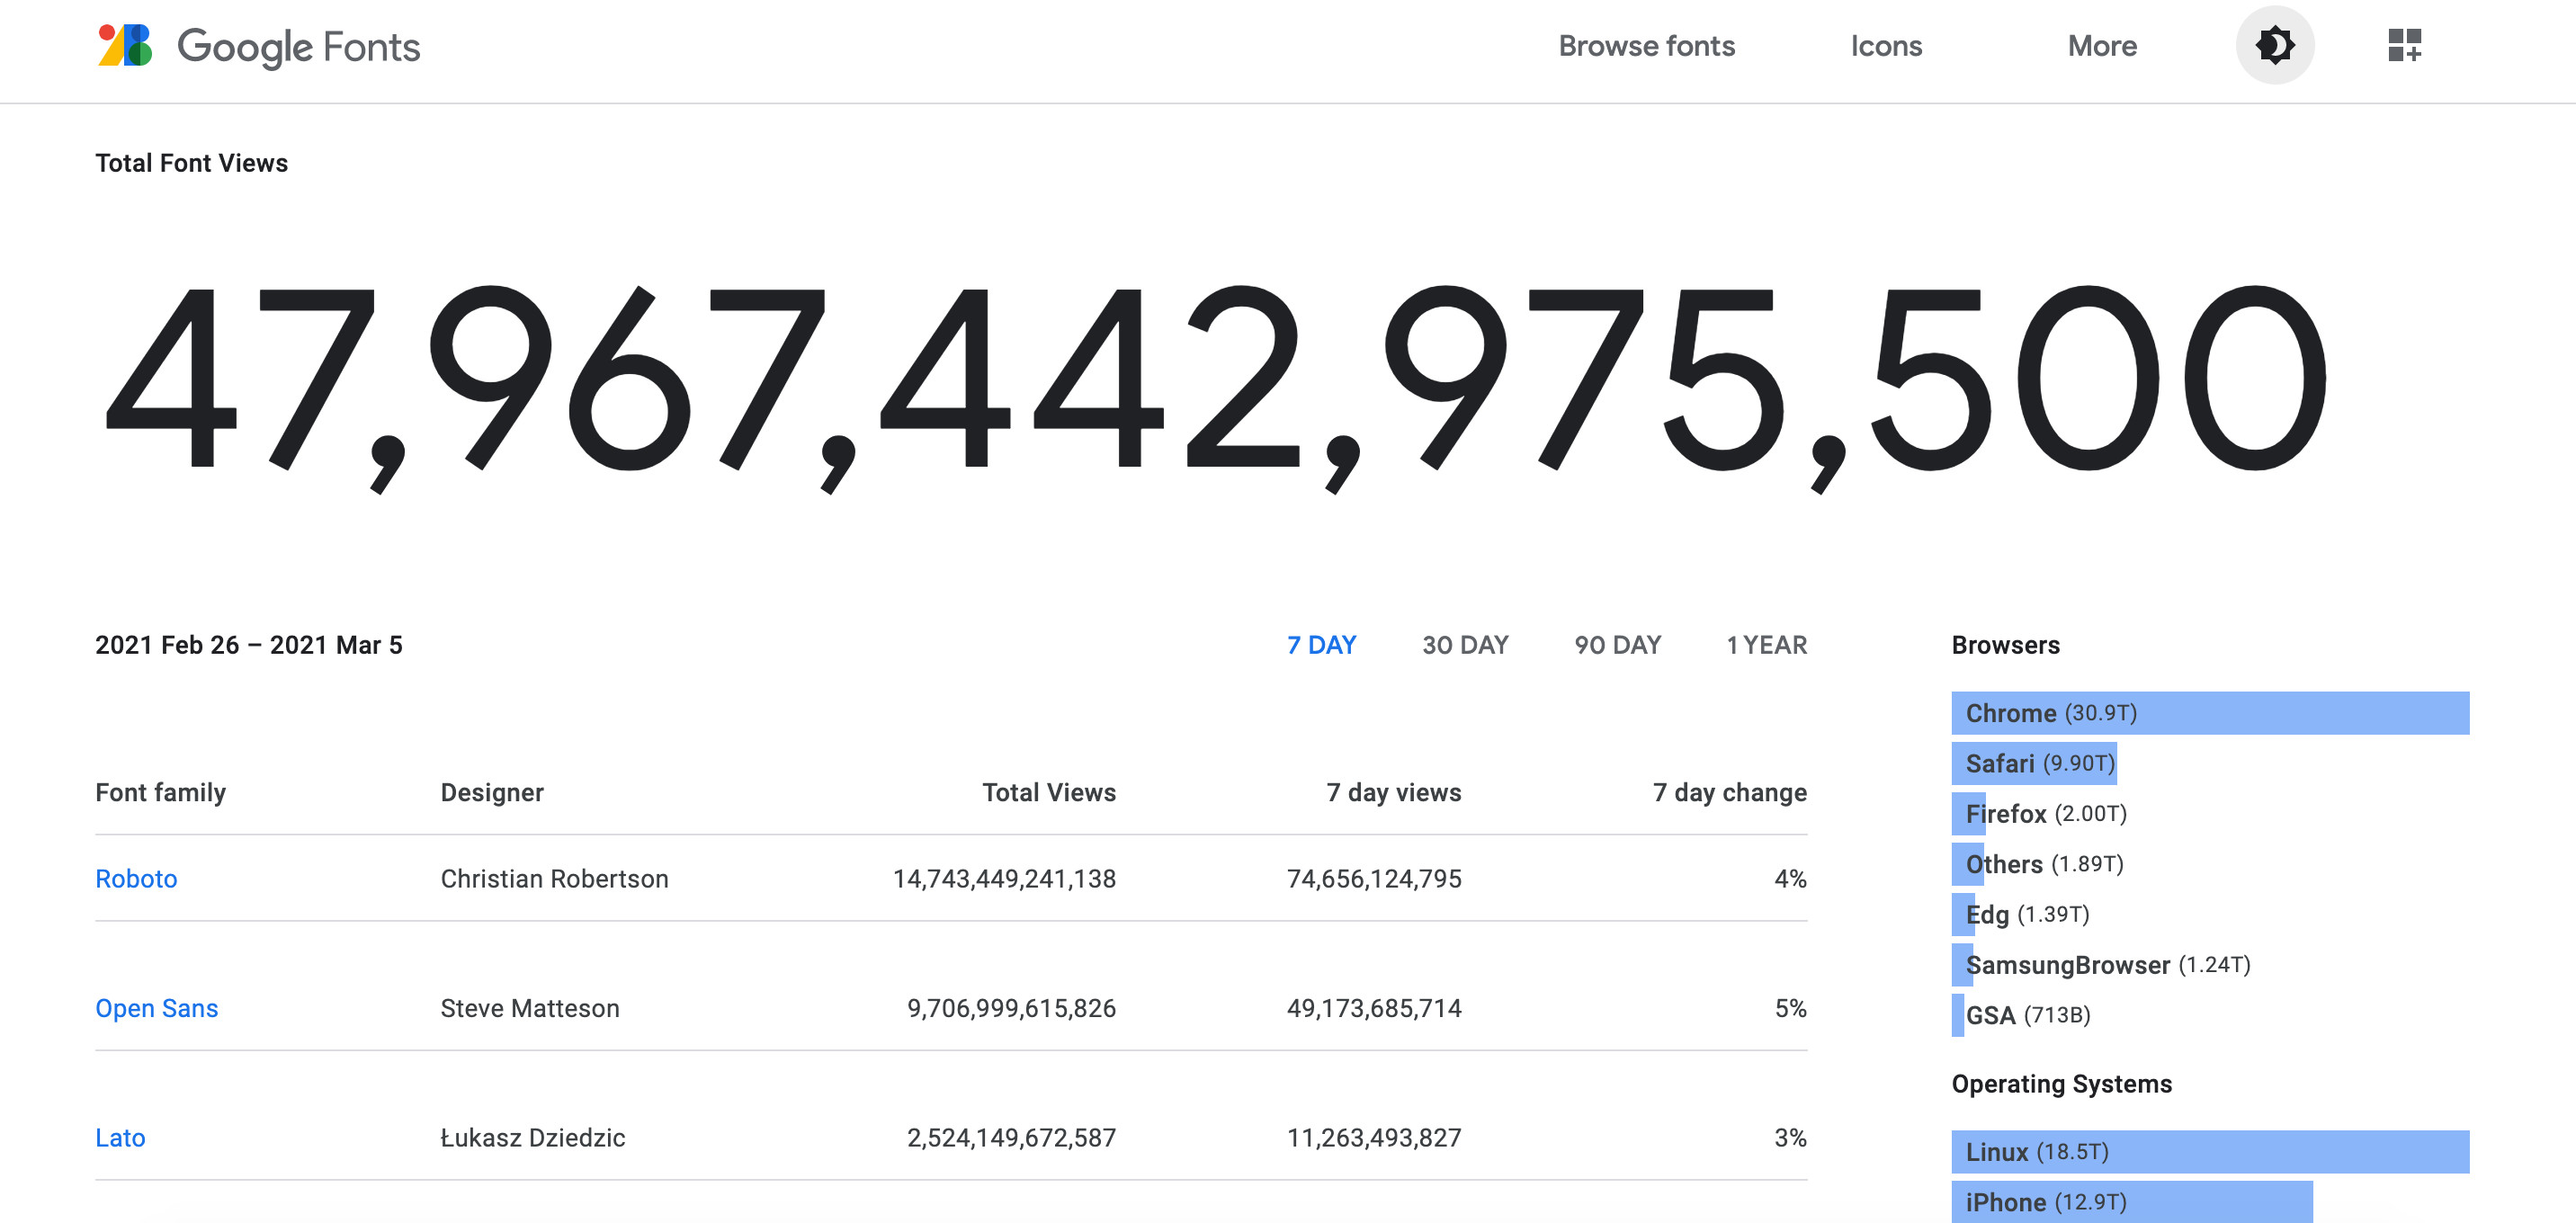 Google Fonts
Browse fonts
Icons
More
Total Font Views
47,967,442,975,500
2021 Feb 26 – 2021 Mar 5
7 DAY 30 DAY 90 DAY 1 YEAR
Font family Designer Total Views 7 day views 7 day change
Roboto Christian Robertson 14,743,449,241,138 74,656,124,795 4%
Open Sans Steve Matteson 9,706,999,615,826 49,173,685,714 5%
Lato Łukasz Dziedzic 2,524,149,672,587 11,263,493,827 3%
Browsers
Chrome (30.9T)
Safari (9.90T)
Firefox (2.00T)
Others (1.89T)
Edg (1.39T)
SamsungBrowser (1.24T)
GSA (713B)
Operating Systems
Linux (18.5T)
iPhone (12.9T)